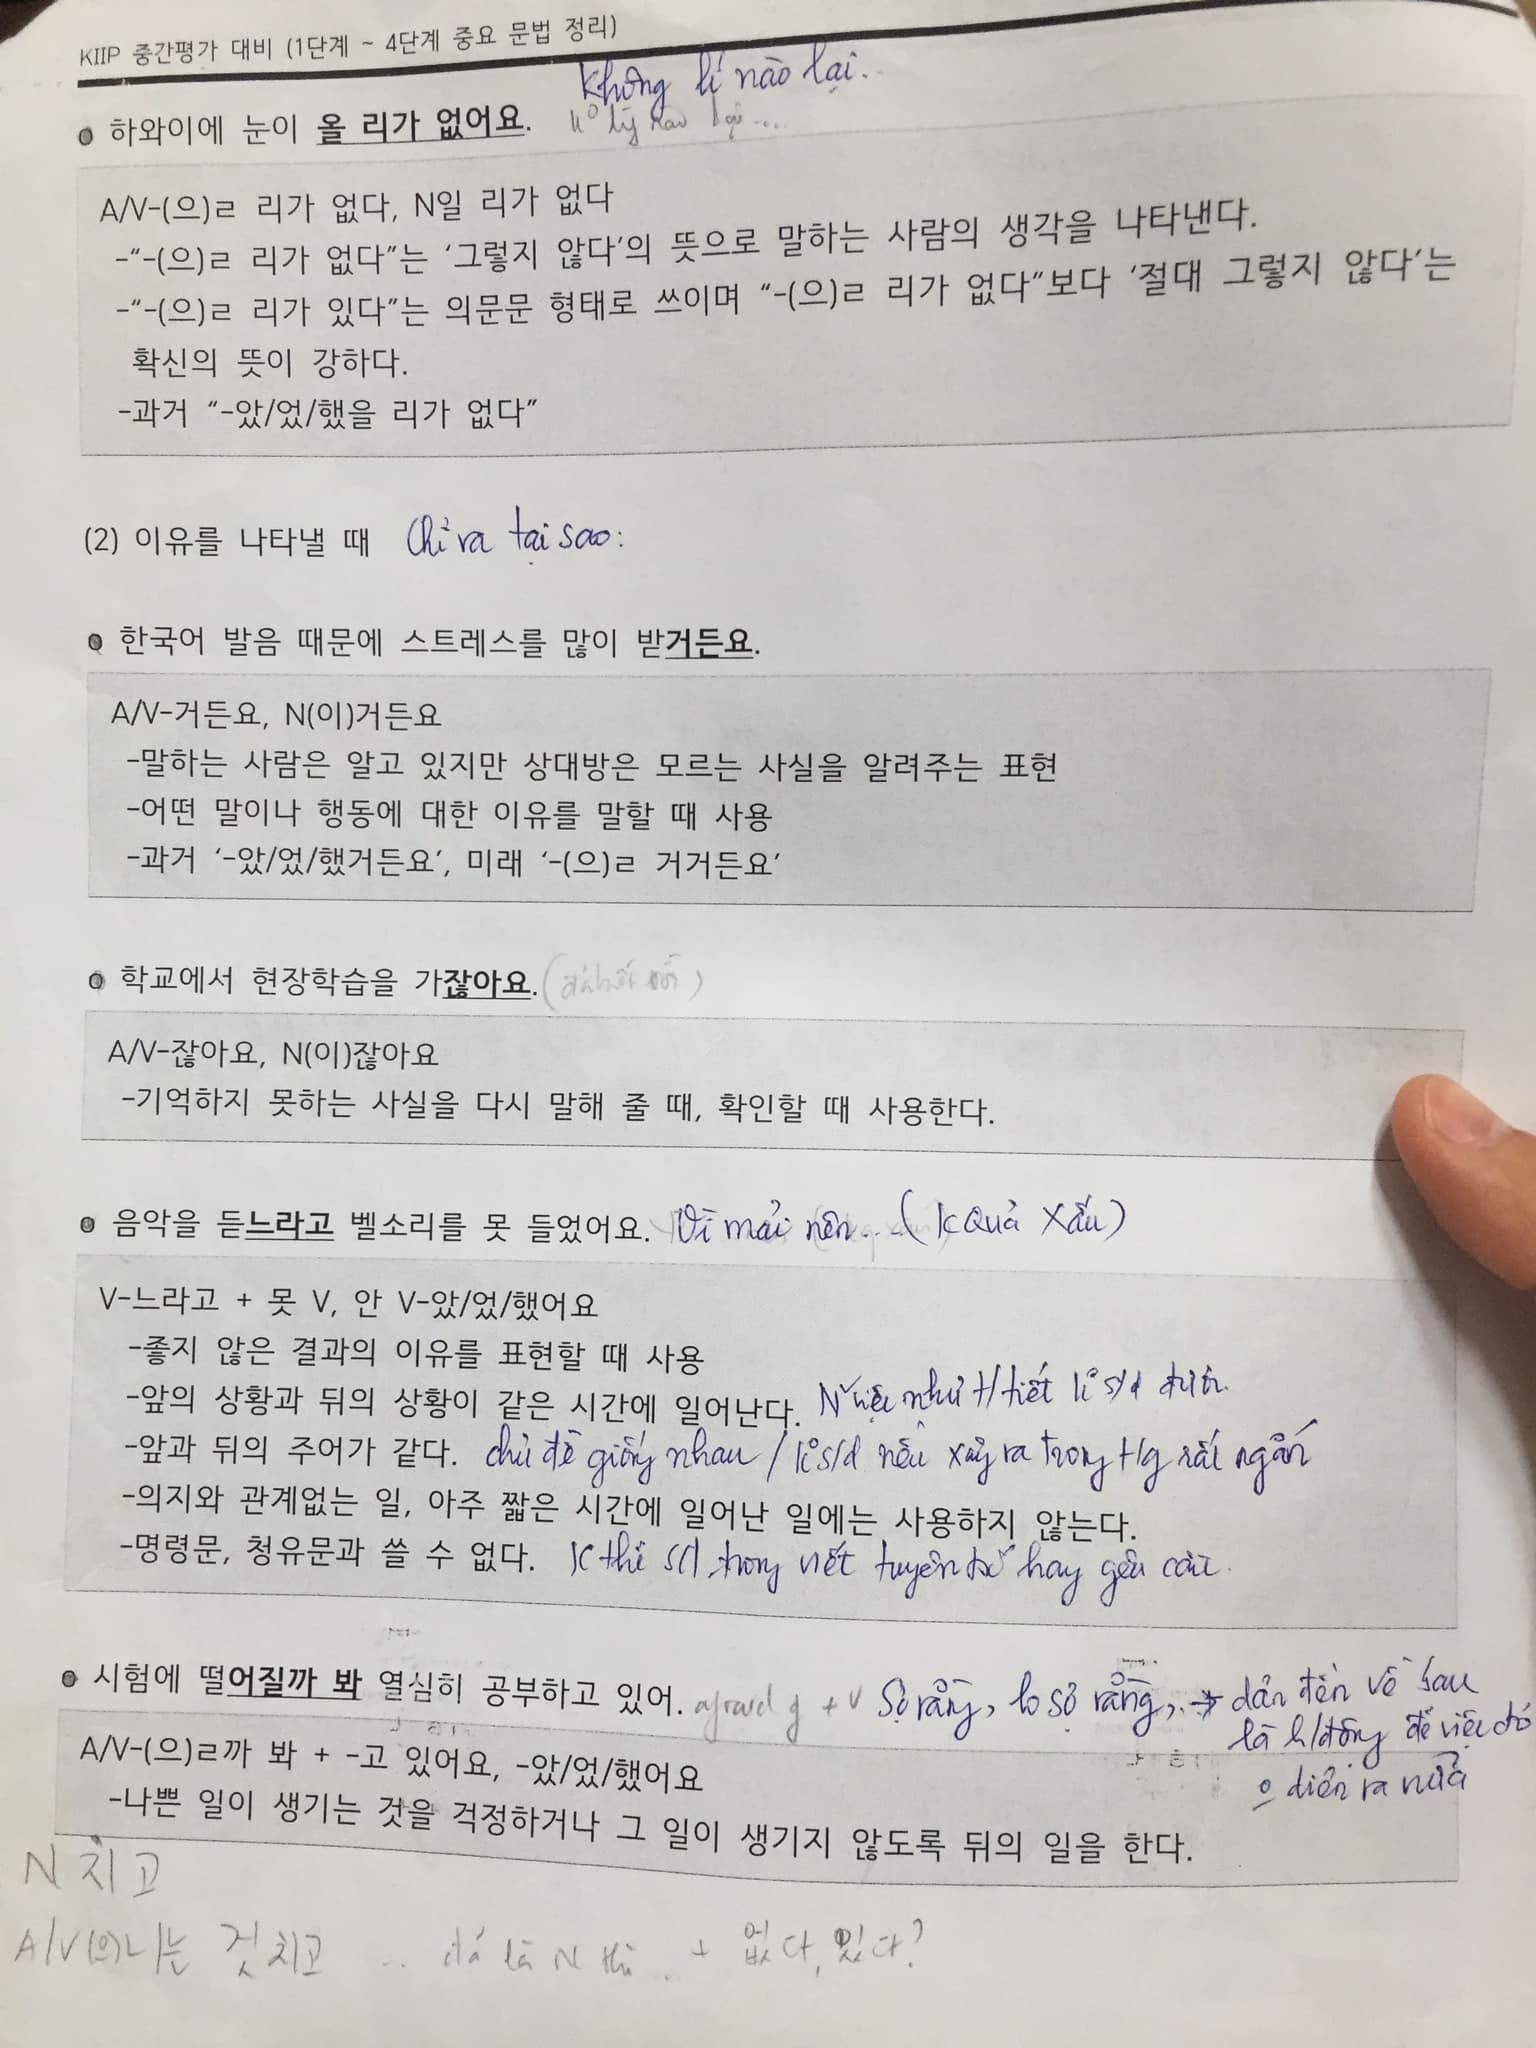 KIIP 중간평가 대비 (1단계 ~ 4단계 중요 문법 정리)
không lí nào lại..
하와이에 눈이 올 리가 없어요.
A/V-(으)ㄹ 리가 없다, N일 리가 없다
-“-(으)ㄹ 리가 없다”는 ‘그렇지 않다’의 뜻으로 말하는 사람의 생각을 나타낸다.
-“-(으)ㄹ 리가 있다”는 의문문 형태로 쓰이며 “-(으)ㄹ 리가 없다”보다 ‘절대 그렇지 않다’는
확신의 뜻이 강하다.
-과거 “-았/었/했을 리가 없다”
(2) 이유를 나타낼 때 Chỉ ra tại sao:
한국어 발음 때문에 스트레스를 많이 받거든요.
A/V-거든요, N(이)거든요
-말하는 사람은 알고 있지만 상대방은 모르는 사실을 알려주는 표현
-어떤 말이나 행동에 대한 이유를 말할 때 사용
-과거 ‘-았/었/했거든요’, 미래 ‘-(으)ㄹ 거거든요’
학교에서 현장학습을 가잖아요.
A/V-잖아요, N(이)잖아요
-기억하지 못하는 사실을 다시 말해 줄 때, 확인할 때 사용한다.
음악을 듣느라고 벨소리를 못 들었어요. Vì mải nên... (K Quả Xấu)
V-느라고 + 못 V, 안 V-았/었/했어요
-좋지 않은 결과의 이유를 표현할 때 사용
-앞의 상황과 뒤의 상황이 같은 시간에 일어난다. như t/tiết
-앞과 뒤의 주어가 같다. chủ đề giống nhau / k° s/d nếu xảy ra trong t/g rất ngắn
-의지와 관계없는 일, 아주 짧은 시간에 일어난 일에는 사용하지 않는다.
-명령문, 청유문과 쓸 수 없다. K thể sd trong viết hay yêu cầu.
시험에 떨어질까 봐 열심히 공부하고 있어. + V Sợ rằng, lo sợ rằng,.. → dẫn đến vế sau
là h/động để việc đó
A/V-(으)ㄹ까 봐 + -고 있어요, -았/었/했어요
o diễn ra nữa
-나쁜 일이 생기는 것을 걱정하거나 그 일이 생기지 않도록 뒤의 일을 한다.
N 치고
A/V(으)ㄴ/는 것 치고 .. đã là N thì .. + 없다, 있다?